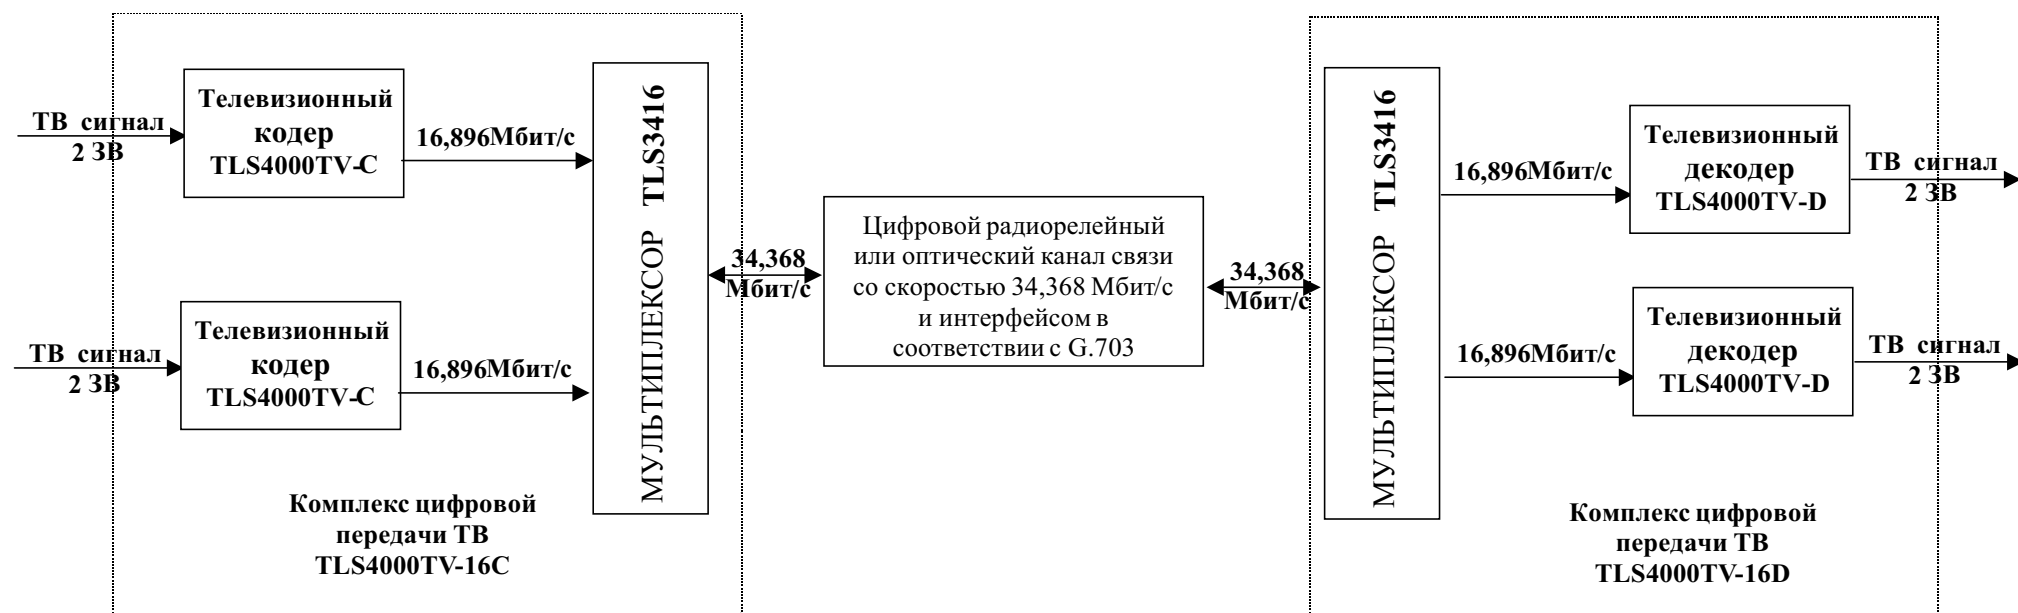 ТВ сигнал
2 ЗВ
Телевизионный
кодер
TLS4000TV-C
16,896Мбит/с
ТВ сигнал
2 ЗВ
Телевизионный
кодер
TLS4000TV-C
16,896Мбит/с
МУЛЬТИПЛЕКСОР TLS3416
Комплекс цифровой
передачи ТВ
TLS4000TV-16C
34,368
Мбит/с
Цифровой радиорелейный
или оптический канал связи
со скоростью 34,368 Мбит/с
и интерфейсом в
соответствии с G.703
34,368
Мбит/с
МУЛЬТИПЛЕКСОР TLS3416
16,896Мбит/с
Телевизионный
декодер
TLS4000TV-D
ТВ сигнал
2 ЗВ
16,896Мбит/с
Телевизионный
декодер
TLS4000TV-D
ТВ сигнал
2 ЗВ
Комплекс цифровой
передачи ТВ
TLS4000TV-16D